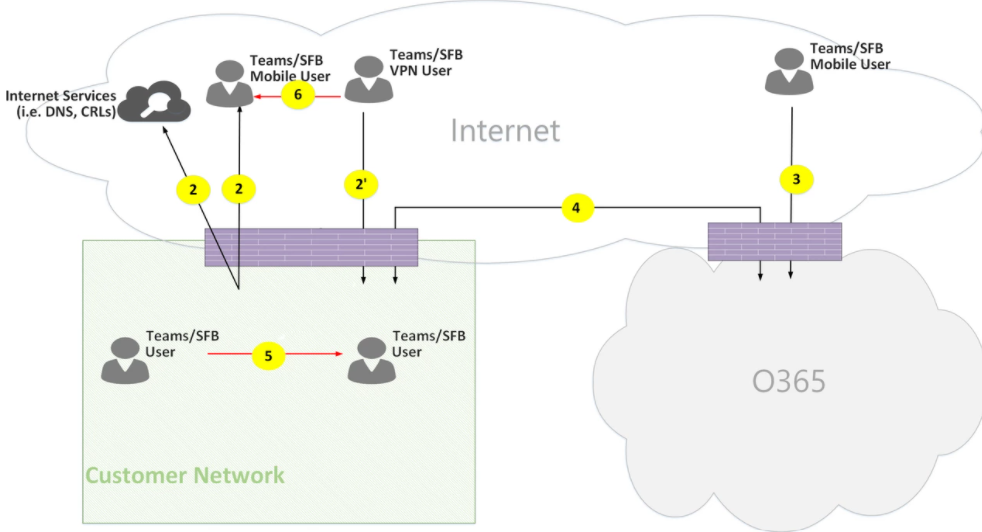 Teams/SFB
Mobile User
Teams/SFB
VPN User
Teams/SFB
Mobile User
Internet Services
(i.e. DNS, CRLs)
6
Internet
2
2
2'
3
4
Teams/SFB
User
Teams/SFB
User
5
O365
Customer Network